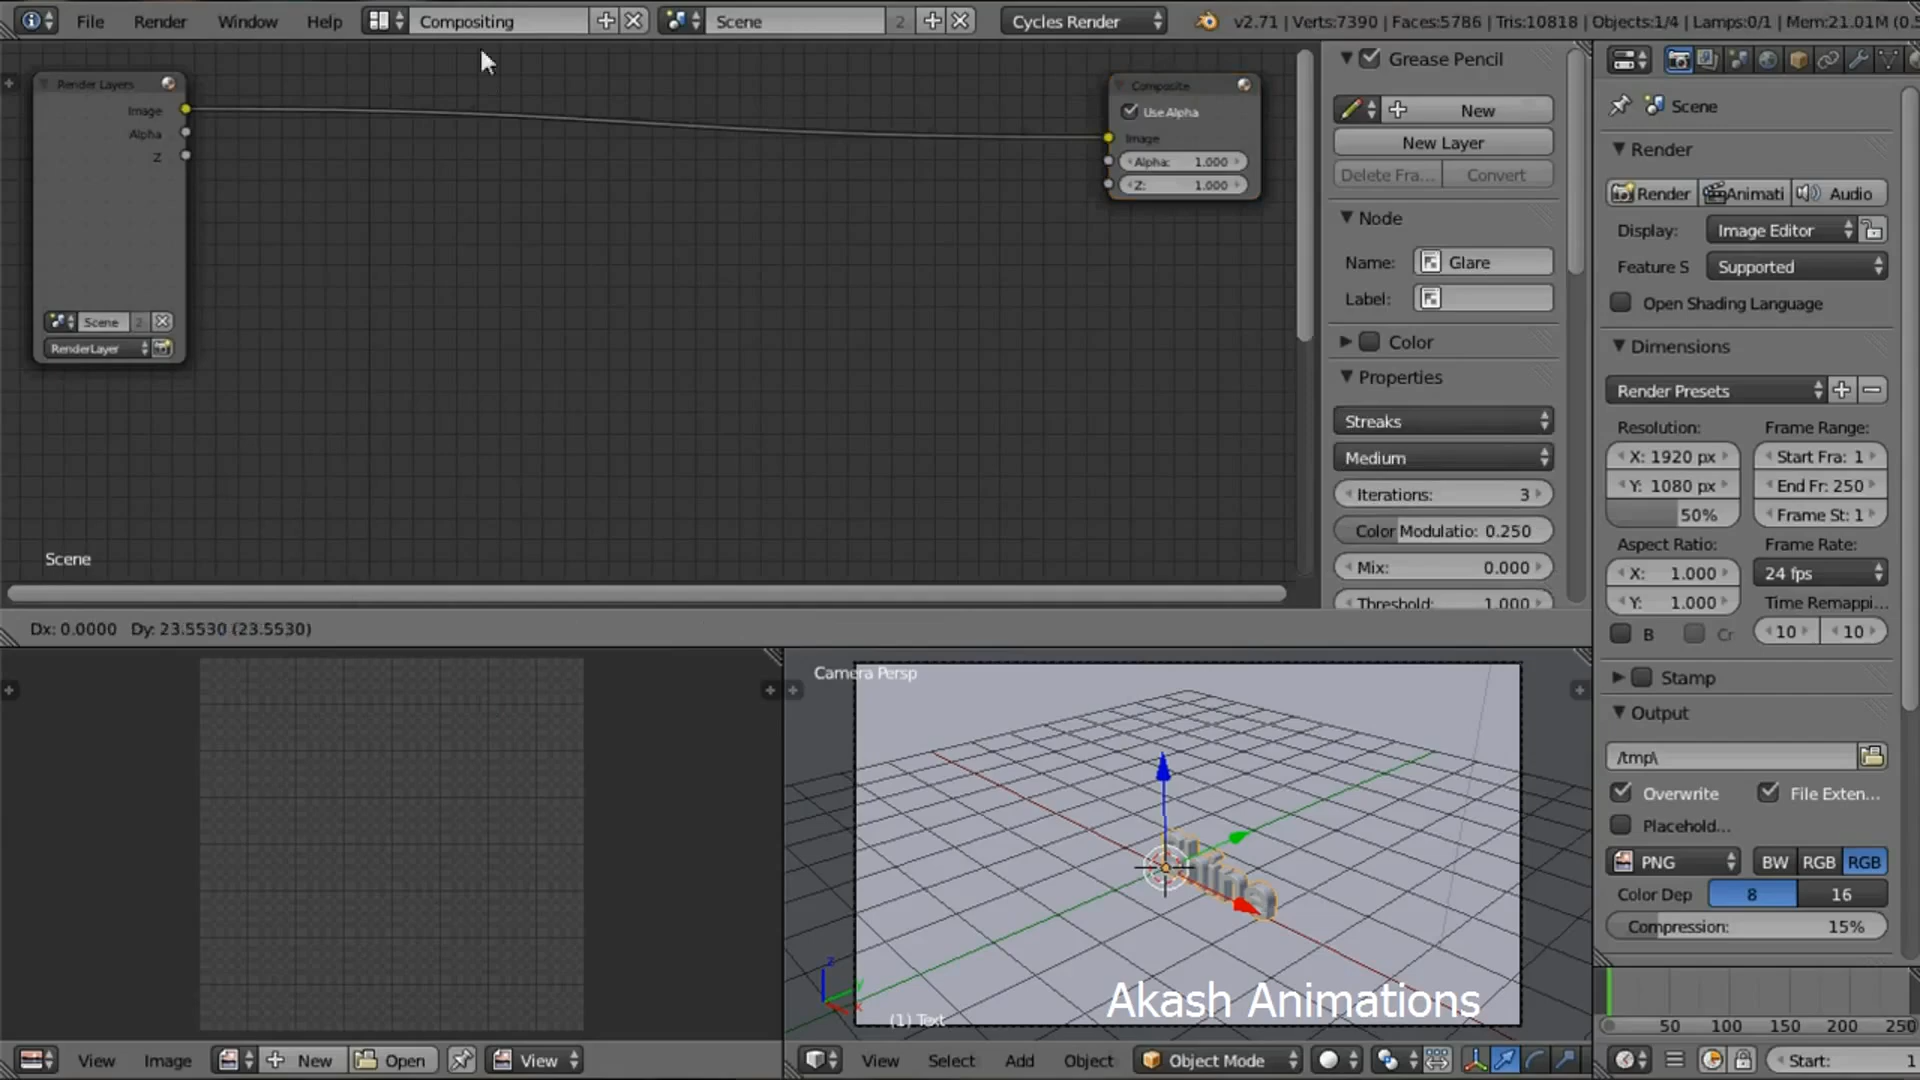 File Render Window Help Compositing Scene 2 Cycles Render v2.71 | Verts:7390 | Faces:5786 | Tris:10818 | Objects:1/4 | Lamps:0/1 | Mem:21.01M (0.5
Render Layers
Image
Alpha
Z
Scene 2
RenderLayer
Composite
Use Alpha
Image
Alpha: 1.000
Z: 1.000
Scene
Dx: 0.0000 Dy: 23.5530 (23.5530)
Grease Pencil
New
New Layer
Delete Fra... Convert
Node
Name: Glare
Label:
Color
Properties
Streaks
Medium
Iterations: 3
Color Modulatio: 0.250
Mix: 0.000
Threshold: 1.000
Scene
Render
Render Animati Audio
Display: Image Editor
Feature S Supported
Open Shading Language
Dimensions
Render Presets
Resolution: Frame Range:
X: 1920 px Start Fra: 1
Y: 1080 px End Fr: 250
50% Frame St: 1
Aspect Ratio: Frame Rate:
X: 1.000 24 fps
Y: 1.000 Time Remappi...
B Cr 10 10
Stamp
Output
/tmp\
Overwrite File Exten...
Placehold...
PNG BW RGB RGB
Color Dep 8 16
Compression: 15%
Camera Persp
(1) Text
Akash Animations
z
y
x
50 100 150 200 250
View Image New Open View
View Select Add Object Object Mode
Start: 1